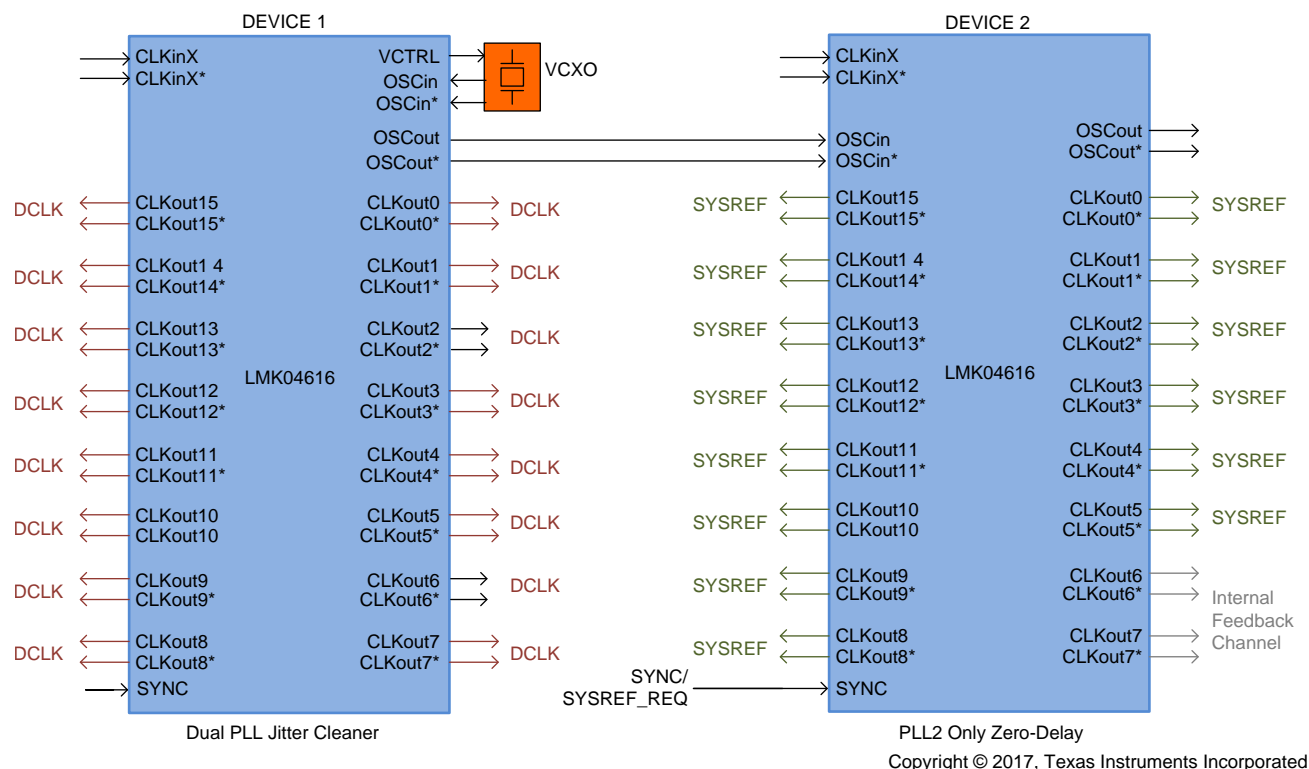 DEVICE 1
CLKinX
CLKinX*
VCTRL
OSCin
OSCin*
VCXO
OSCout
OSCout*
DCLK
CLKout15
CLKout15*
CLKout0
CLKout0*
DCLK
DCLK
CLKout1 4
CLKout14*
CLKout1
CLKout1*
DCLK
DCLK
CLKout13
CLKout13*
CLKout2
CLKout2*
DCLK
LMK04616
DCLK
CLKout12
CLKout12*
CLKout3
CLKout3*
DCLK
DCLK
CLKout11
CLKout11*
CLKout4
CLKout4*
DCLK
DCLK
CLKout10
CLKout10
CLKout5
CLKout5*
DCLK
DCLK
CLKout9
CLKout9*
CLKout6
CLKout6*
DCLK
DCLK
CLKout8
CLKout8*
CLKout7
CLKout7*
DCLK
SYNC
Dual PLL Jitter Cleaner
DEVICE 2
CLKinX
CLKinX*
OSCin
OSCin*
OSCout
OSCout*
SYSREF
CLKout15
CLKout15*
CLKout0
CLKout0*
SYSREF
SYSREF
CLKout1 4
CLKout14*
CLKout1
CLKout1*
SYSREF
SYSREF
CLKout13
CLKout13*
CLKout2
CLKout2*
SYSREF
LMK04616
SYSREF
CLKout12
CLKout12*
CLKout3
CLKout3*
SYSREF
SYSREF
CLKout11
CLKout11*
CLKout4
CLKout4*
SYSREF
SYSREF
CLKout10
CLKout10
CLKout5
CLKout5*
SYSREF
SYSREF
CLKout9
CLKout9*
CLKout6
CLKout6*
Internal
Feedback
Channel
SYSREF
CLKout8
CLKout8*
CLKout7
CLKout7*
SYNC/
SYSREF_REQ
SYNC
PLL2 Only Zero-Delay
Copyright © 2017, Texas Instruments Incorporated